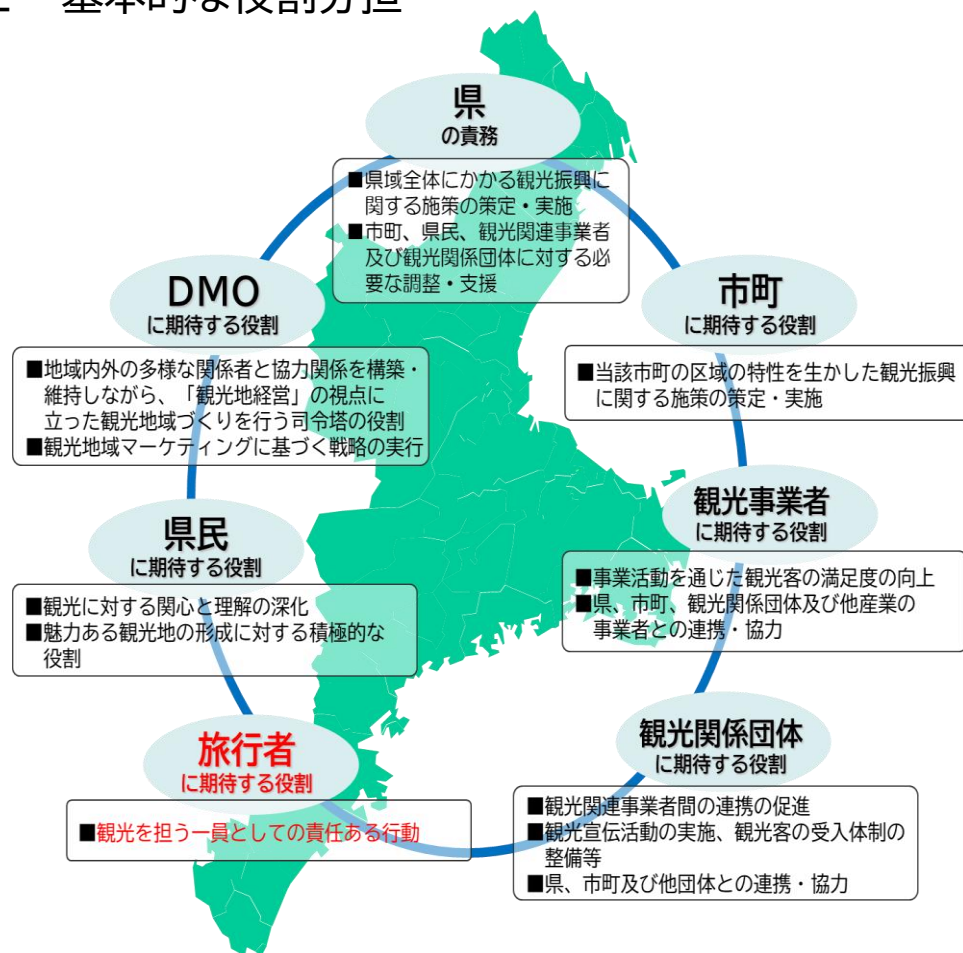 基本的な役割分担
県
の責務
■県域全体にかかる観光振興に
関する施策の策定・実施
■市町、県民、観光関連事業者
及び観光関係団体に対する必
要な調整・支援
DMO
に期待する役割
■地域内外の多様な関係者と協力関係を構築・
維持しながら、「観光地経営」の視点に
立った観光地域づくりを行う司令塔の役割
■観光地域マーケティングに基づく戦略の実行
市町
に期待する役割
■当該市町の区域の特性を生かした観光振興
に関する施策の策定・実施
県民
に期待する役割
■観光に対する関心と理解の深化
■魅力ある観光地の形成に対する積極的な
役割
観光事業者
に期待する役割
■事業活動を通じた観光客の満足度の向上
■県、市町、観光関係団体及び他産業の
事業者との連携・協力
旅行者
に期待する役割
■観光を担う一員としての責任ある行動
観光関係団体
に期待する役割
■観光関連事業者間の連携の促進
■観光宣伝活動の実施、観光客の受入体制の
整備等
■県、市町及び他団体との連携・協力